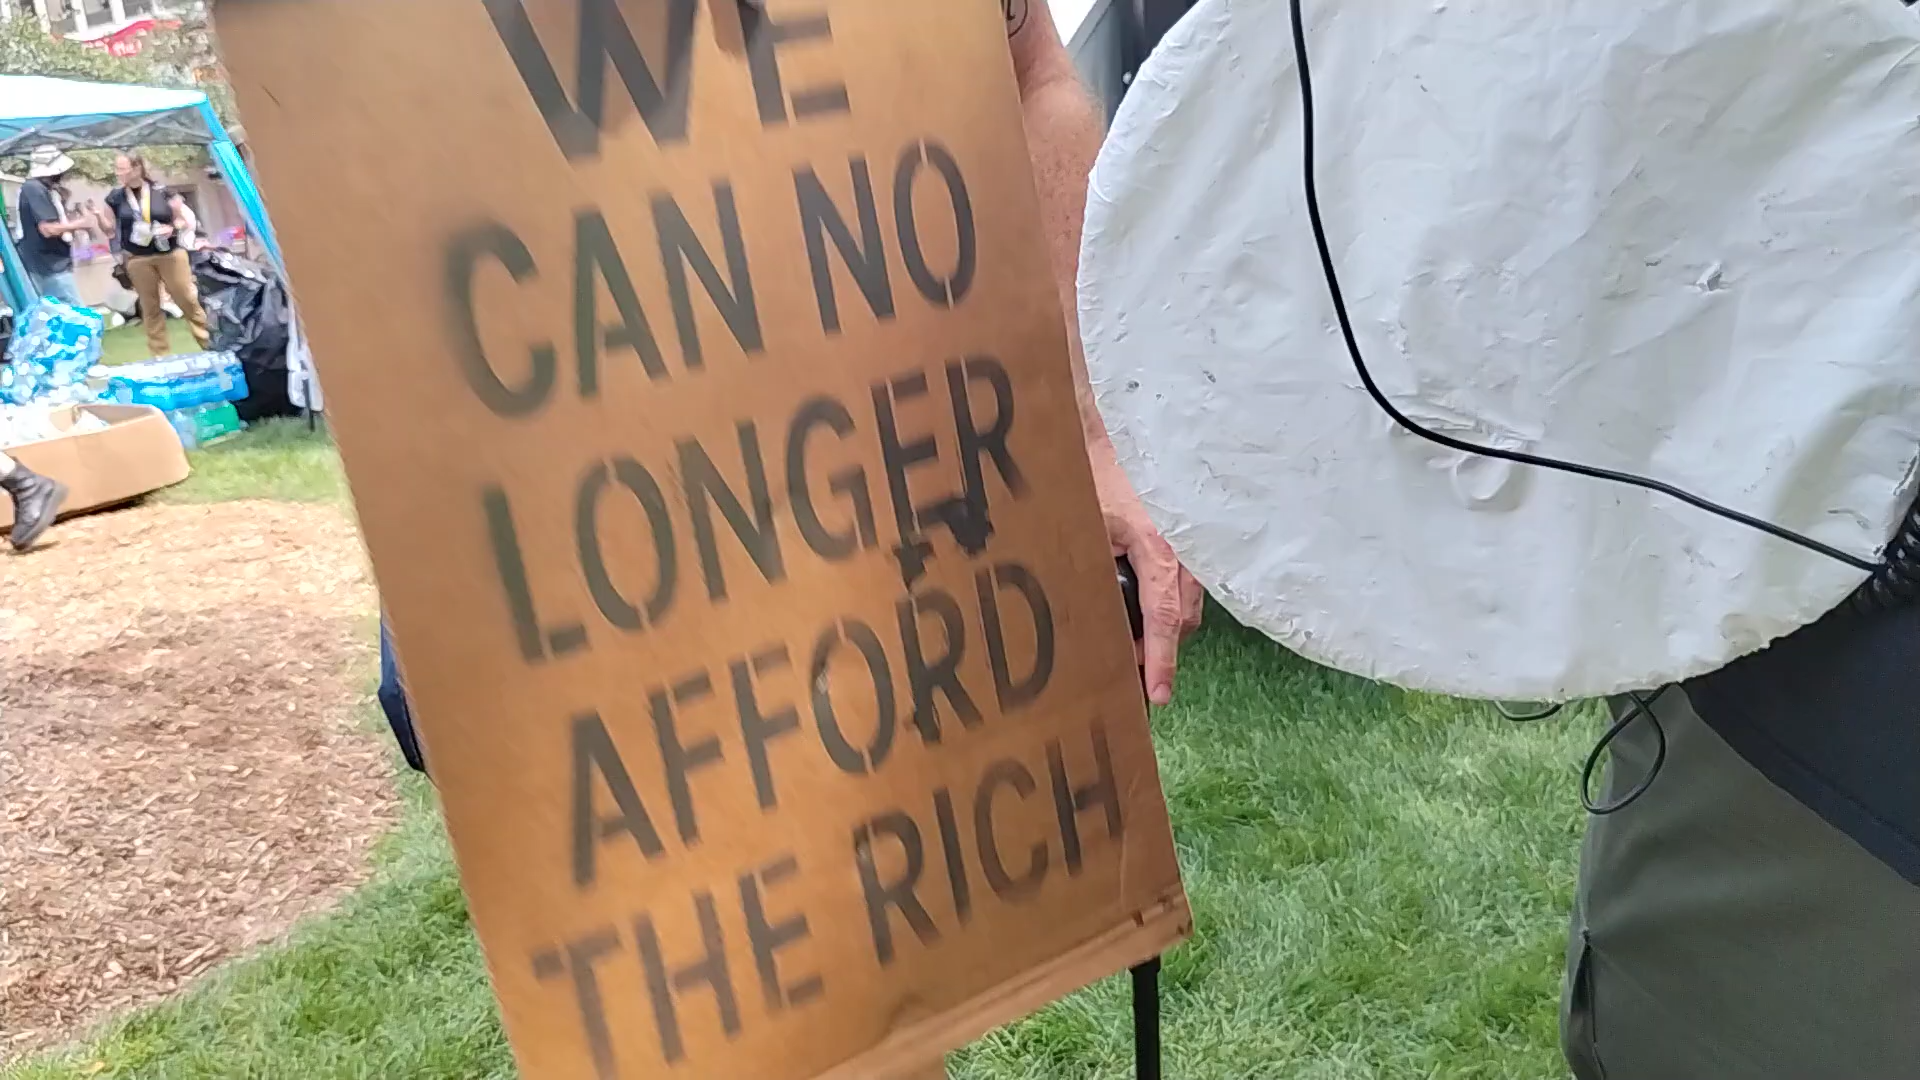 WE
CAN NO
LONGER
AFFORD
THE RICH